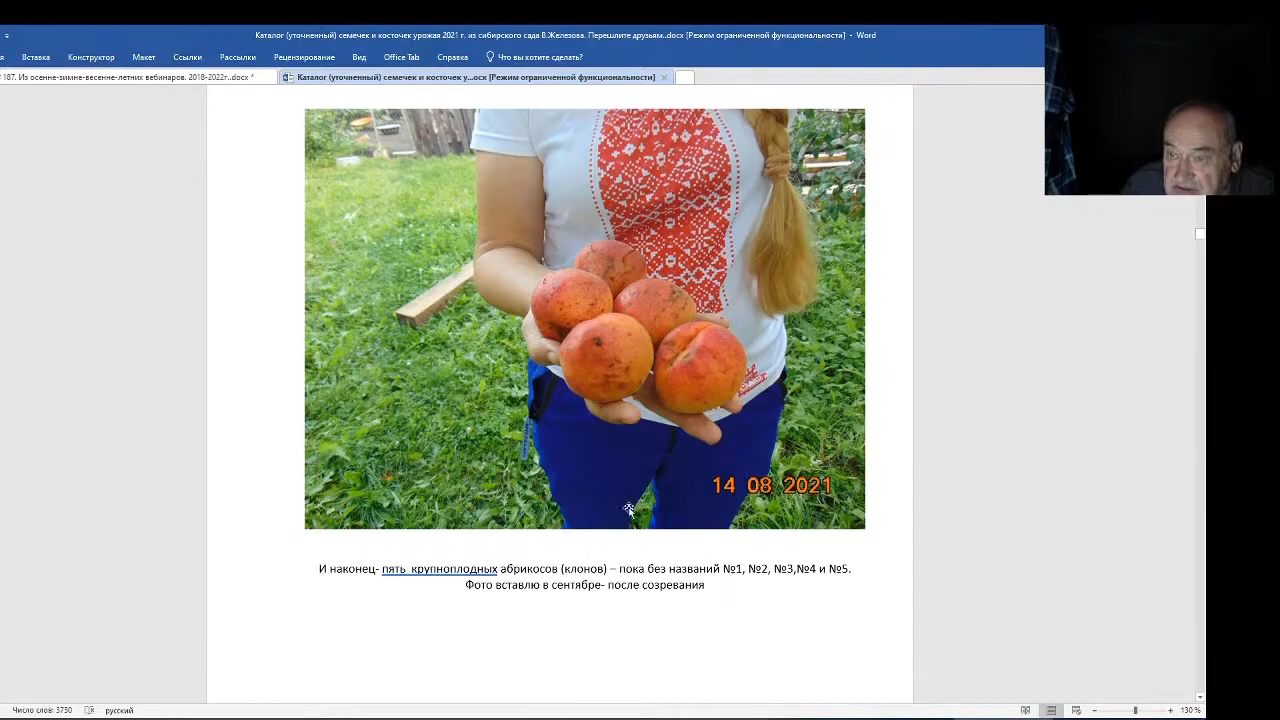 Каталог [уточненный] семечек и косточек урожая 2021 г. из сибирского сада В.Железова. Перешлите друзьям..docx [Режим ограниченной функциональности] - Word
я Вставка Конструктор Макет Ссылки Рассылки Рецензирование Вид Office Tab Справка Что вы хотите сделать?
187. Из осенне-зимне-весенне-летних вебинаров. 2018-2022г..docx * Каталог (уточненный) семечек и косточек у...ocx [Режим ограниченной функциональности]
14 08 2021
И наконец- пять крупноплодных абрикосов (клонов) – пока без названий №1, №2, №3,№4 и №5.
Фото вставлю в сентябре- после созревания
Число слов: 3730 русский 130 %